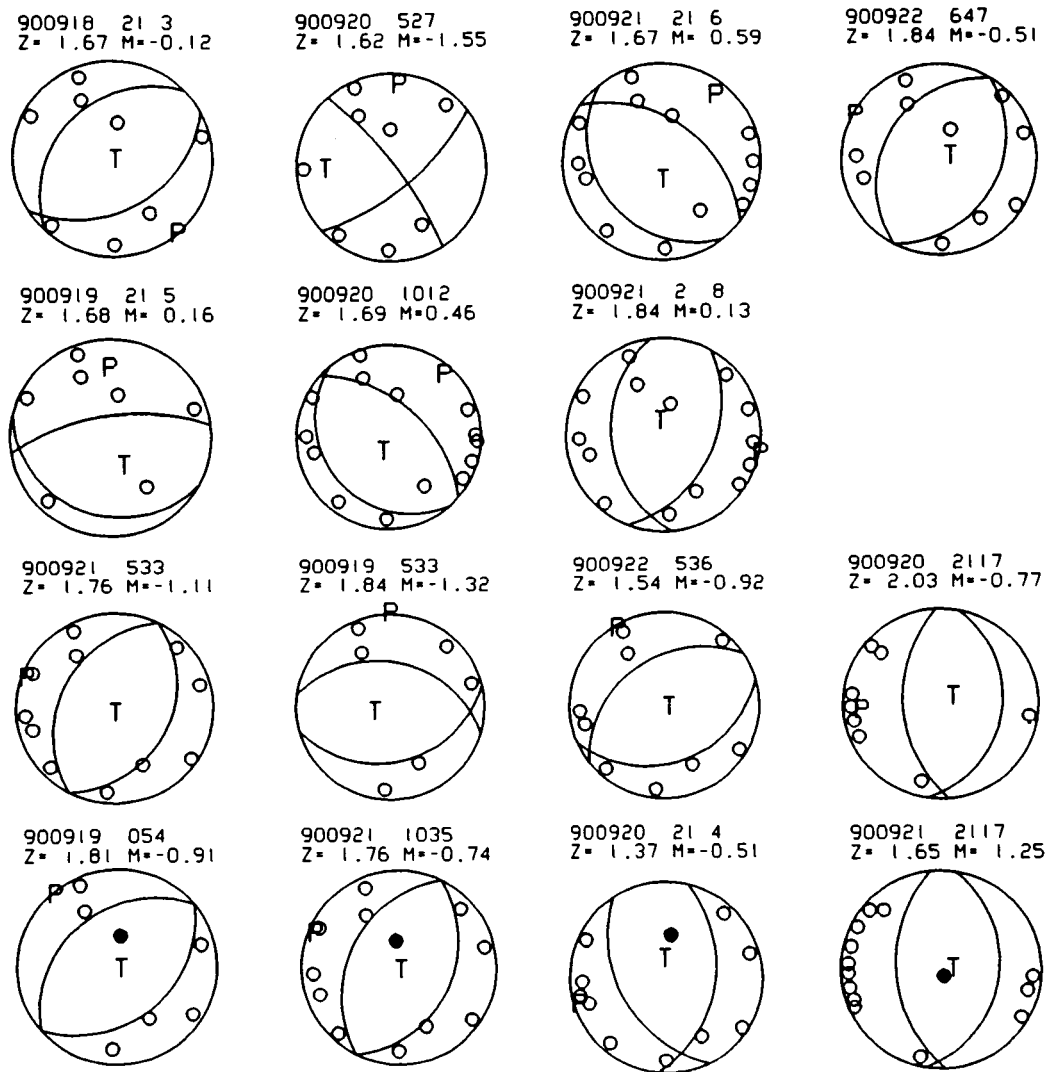 900918 21 3
Z= 1.67 M=-0.12
P
T
900920 527
Z= 1.62 M=-1.55
P
T
900921 21 6
Z= 1.67 M= 0.59
P
T
900922 647
Z= 1.84 M=-0.51
P
T
900919 21 5
Z= 1.68 M= 0.16
P
T
900920 1012
Z= 1.69 M=0.46
P
T
900921 2 8
Z= 1.84 M=0.13
T
P
900921 533
Z= 1.76 M=-1.11
P
T
900919 533
Z= 1.84 M=-1.32
P
T
900922 536
Z= 1.54 M=-0.92
P
T
900920 2117
Z= 2.03 M=-0.77
P
T
900919 054
Z= 1.81 M=-0.91
P
T
900921 1035
Z= 1.76 M=-0.74
P
T
900920 21 4
Z= 1.37 M=-0.51
T
P
900921 2117
Z= 1.65 M= 1.25
T